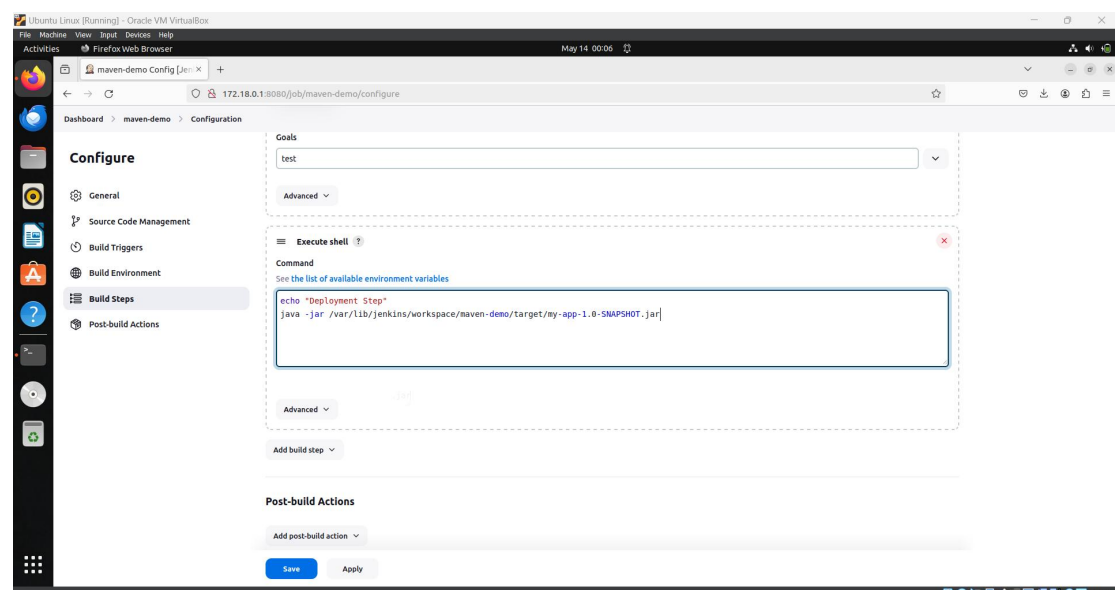 Ubuntu Linux [Running] - Oracle VM VirtualBox
File Machine View Input Devices Help
Activities Firefox Web Browser May 14 00:06
maven-demo Config [Jen
172.18.0.1:8080/job/maven-demo/configure
Dashboard > maven-demo > Configuration
Configure
General
Source Code Management
Build Triggers
Build Environment
Build Steps
Post-build Actions
Goals
test
Advanced
Execute shell ?
Command
See the list of available environment variables
echo "Deployment Step"
java -jar /var/lib/jenkins/workspace/maven-demo/target/my-app-1.0-SNAPSHOT.jar
Advanced
Add build step
Post-build Actions
Add post-build action
Save Apply